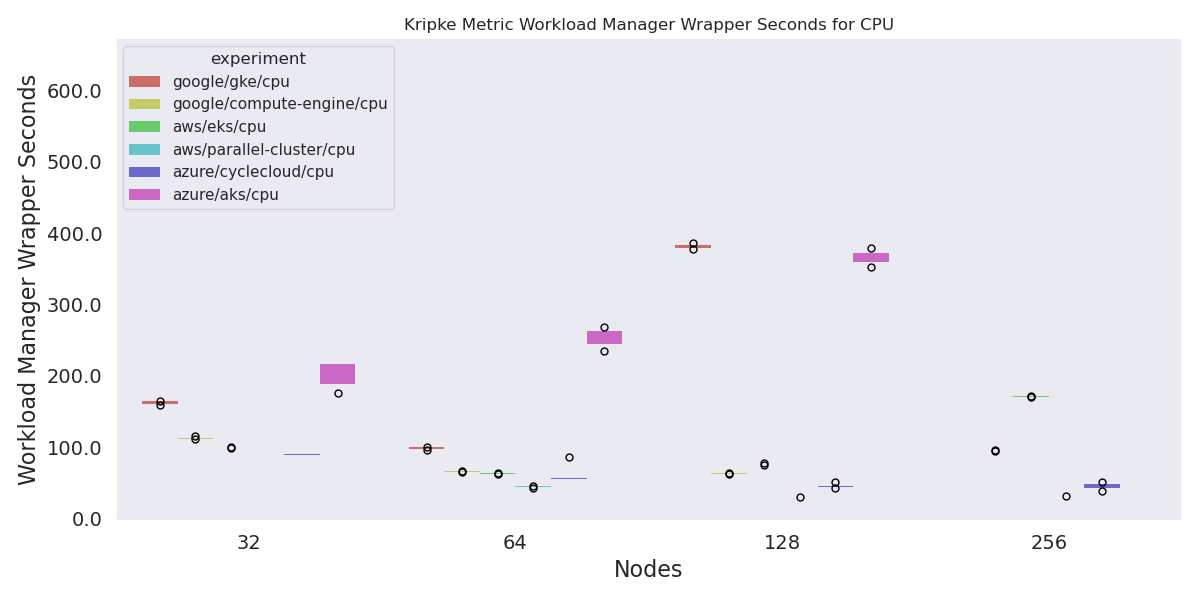 Kripke Metric Workload Manager Wrapper Seconds for CPU
Workload Manager Wrapper Seconds
600.0
500.0
400.0
300.0
200.0
100.0
0.0
experiment
google/gke/cpu
google/compute-engine/cpu
aws/eks/cpu
aws/parallel-cluster/cpu
azure/cyclecloud/cpu
azure/aks/cpu
32
64
128
256
Nodes